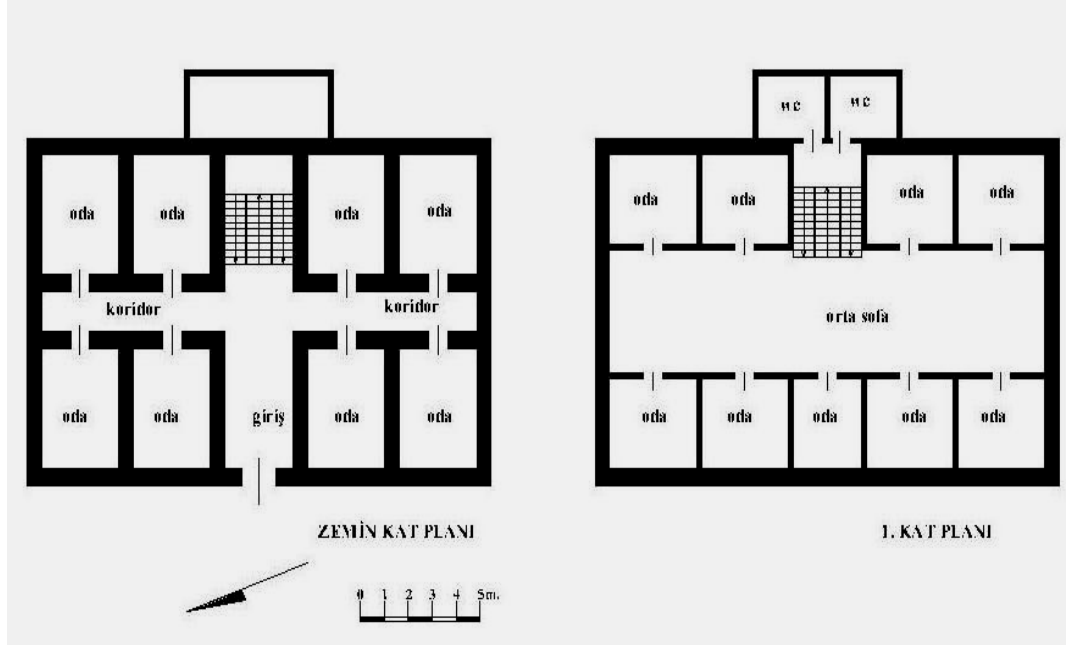 wc wc
oda oda oda oda
oda oda oda oda
koridor koridor
orta sofa
oda oda giriş oda oda
oda oda oda oda oda
ZEMİN KAT PLANI
1. KAT PLANI
0 1 2 3 4 5m.